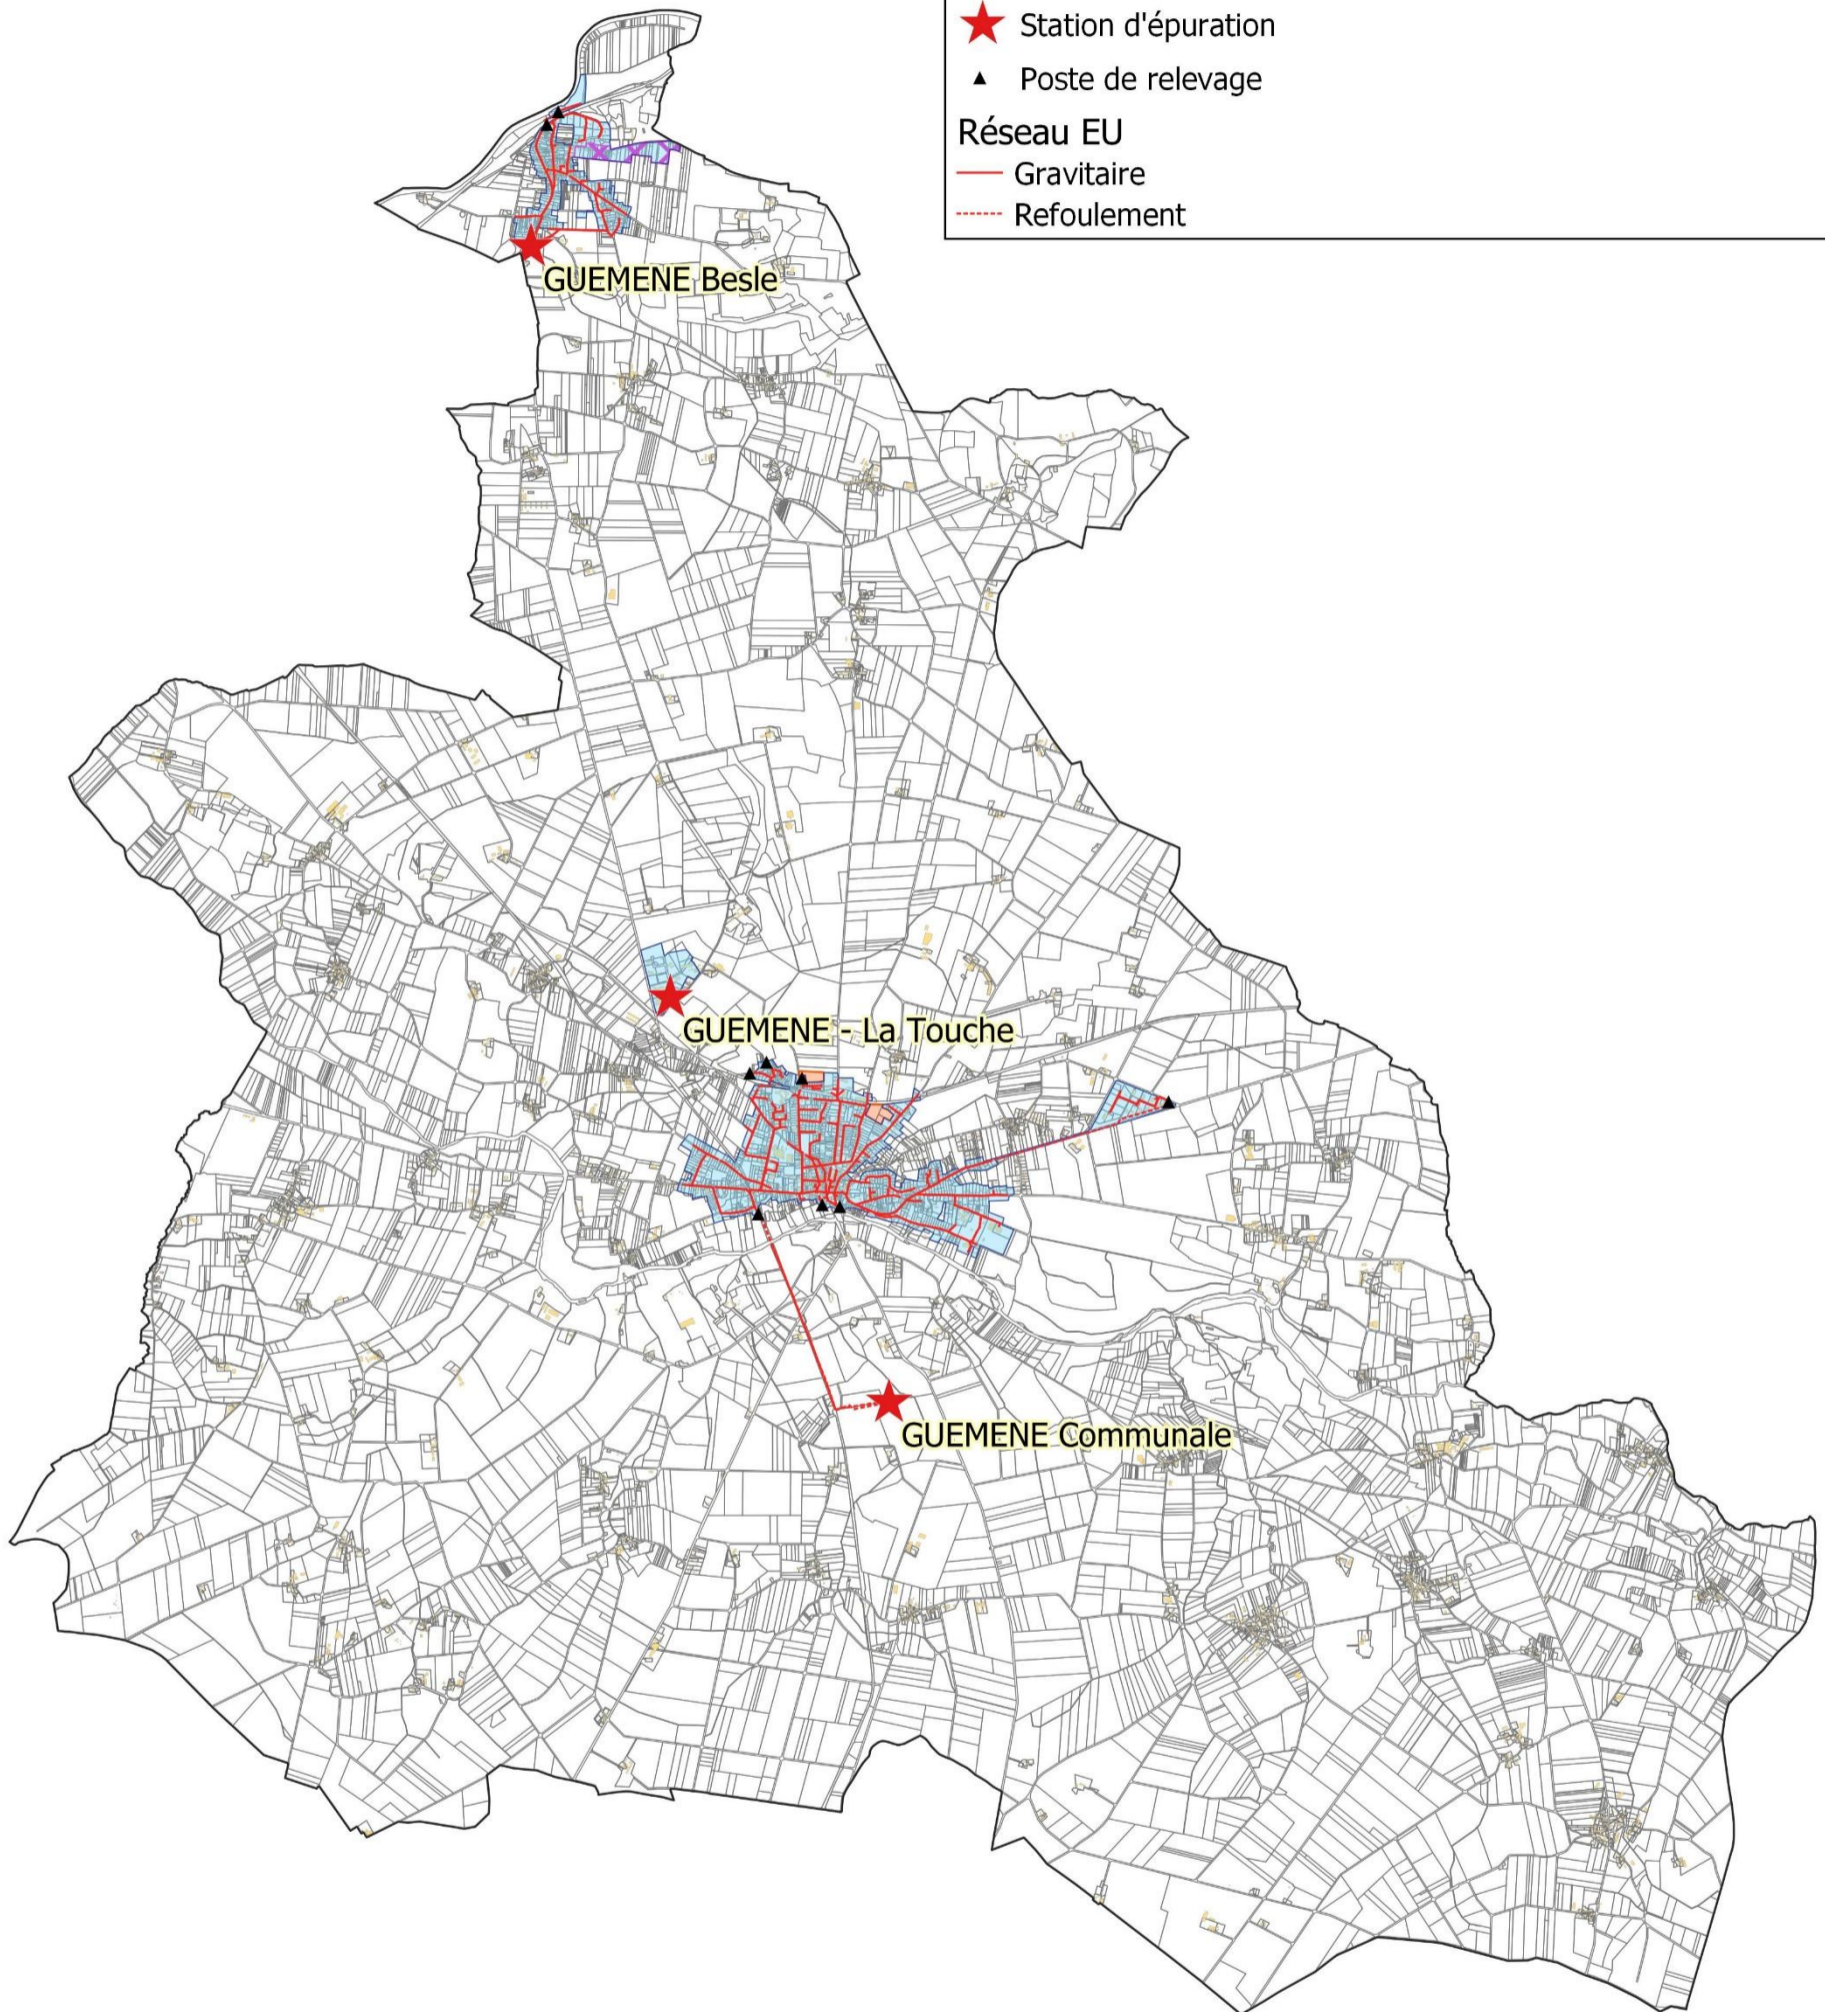 Station d'épuration
Poste de relevage
Réseau EU
Gravitaire
Refoulement
GUEMENE Besle
GUEMENE - La Touche
GUEMENE Communale